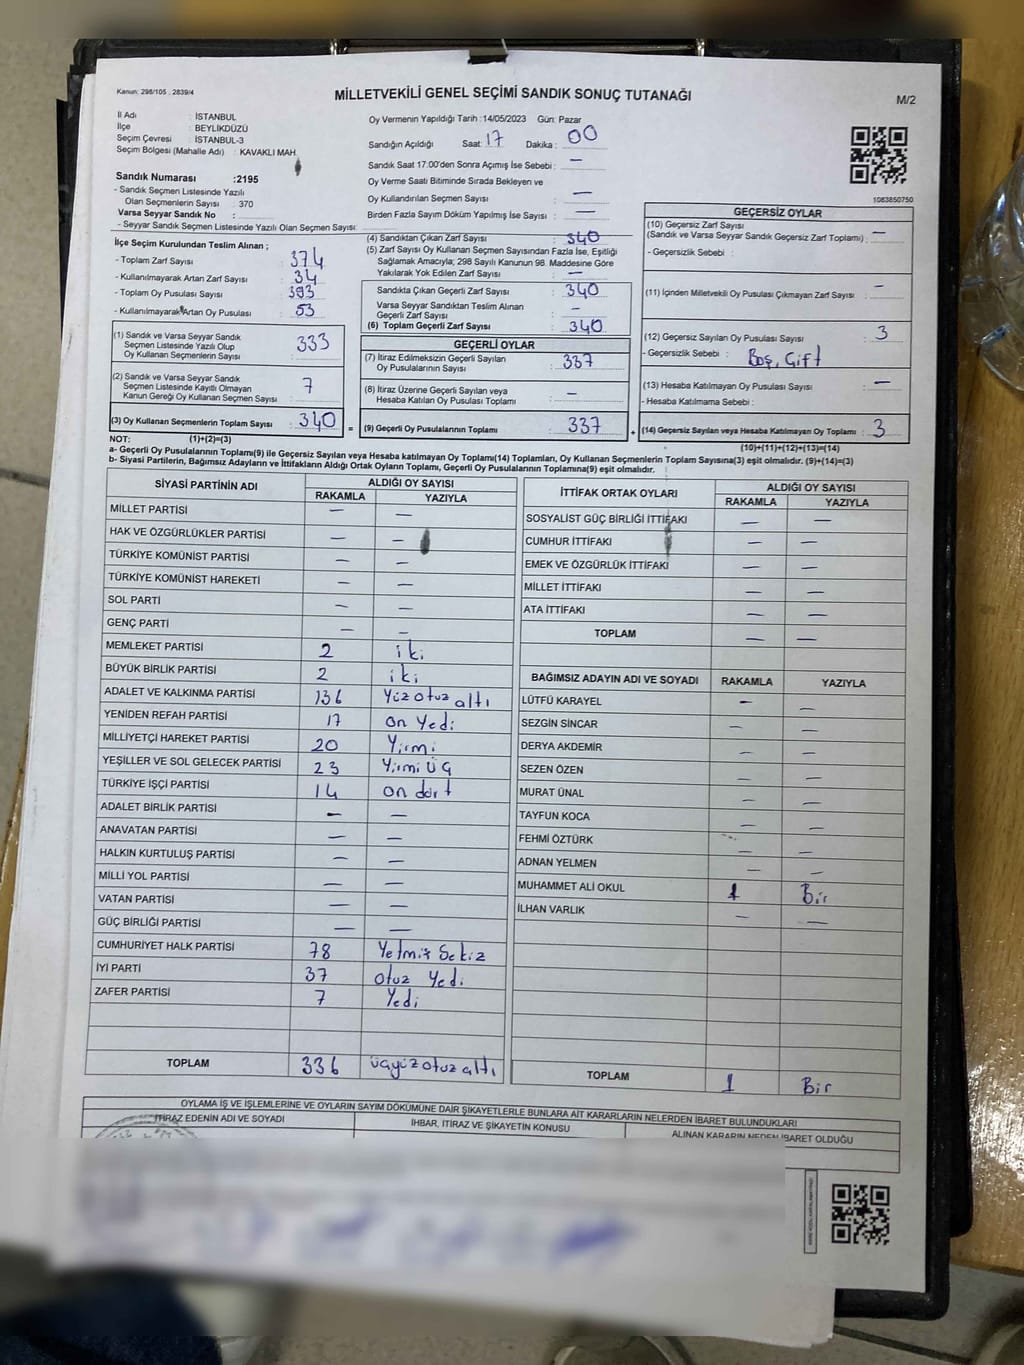 Kanun: 298/105 , 2839/4
MİLLETVEKİLİ GENEL SEÇİMİ SANDIK SONUÇ TUTANAĞI
M/2
İl Adı : İSTANBUL
İlçe : BEYLİKDÜZÜ
Seçim Çevresi : İSTANBUL-3
Seçim Bölgesi (Mahalle Adı) : KAVAKLI MAH.
Sandık Numarası :2195
- Sandık Seçmen Listesinde Yazılı
Olan Seçmenlerin Sayısı : 370
Varsa Seyyar Sandık No :
- Seyyar Sandık Seçmen Listesinde Yazılı Olan Seçmen Sayısı:
Oy Vermenin Yapıldığı Tarih :14/05/2023 Gün: Pazar
Sandığın Açıldığı Saat: 17 Dakika : 00
Sandık Saat 17:00'den Sonra Açımış İse Sebebi : —
Oy Verme Saati Bitiminde Sırada Bekleyen ve
Oy Kullandırılan Seçmen Sayısı : —
Birden Fazla Sayım Döküm Yapılmış İse Sayısı : —
1083850750
İlçe Seçim Kurulundan Teslim Alınan ;
- Toplam Zarf Sayısı : 374
- Kullanılmayarak Artan Zarf Sayısı : 34
- Toplam Oy Pusulası Sayısı : 393
- Kullanılmayarak Artan Oy Pusulası : 53
(1) Sandık ve Varsa Seyyar Sandık
Seçmen Listesinde Yazılı Olup
Oy Kullanan Seçmenlerin Sayısı : 333
(2) Sandık ve Varsa Seyyar Sandık
Seçmen Listesinde Kayıtlı Olmayan
Kanun Gereği Oy Kullanan Seçmen Sayısı : 7
(3) Oy Kullanan Seçmenlerin Toplam Sayısı : 340 =
(4) Sandıktan Çıkan Zarf Sayısı : 340
(5) Zarf Sayısı Oy Kullanan Seçmen Sayısından Fazla İse, Eşitliği
Sağlamak Amacıyla; 298 Sayılı Kanunun 98. Maddesine Göre
Yakılarak Yok Edilen Zarf Sayısı : —
Sandıkta Çıkan Geçerli Zarf Sayısı : 340
Varsa Seyyar Sandıktan Teslim Alınan
Geçerli Zarf Sayısı : —
(6) Toplam Geçerli Zarf Sayısı : 340
GEÇERLİ OYLAR
(7) İtiraz Edilmeksizin Geçerli Sayılan
Oy Pusulalarının Sayısı : 337
(8) İtiraz Üzerine Geçerli Sayılan veya
Hesaba Katılan Oy Pusulası Toplamı : —
(9) Geçerli Oy Pusulalarının Toplamı : 337 +
GEÇERSİZ OYLAR
(10) Geçersiz Zarf Sayısı
(Sandık ve Varsa Seyyar Sandık Geçersiz Zarf Toplamı) : —
- Geçersizlik Sebebi :
(11) İçinden Milletvekili Oy Pusulası Çıkmayan Zarf Sayısı : -
(12) Geçersiz Sayılan Oy Pusulası Sayısı : 3
- Geçersizlik Sebebi : Boş, Çift
(13) Hesaba Katılmayan Oy Pusulası Sayısı : —
- Hesaba Katılmama Sebebi :
(14) Geçersiz Sayılan veya Hesaba Katılmayan Oy Toplamı : 3
NOT: (1)+(2)=(3)
(10)+(11)+(12)+(13)=(14)
a- Geçerli Oy Pusulalarının Toplamı(9) ile Geçersiz Sayılan veya Hesaba Katılmayan Oy Toplamı(14) Toplamları, Oy Kullanan Seçmenlerin Toplam Sayısına(3) eşit olmalıdır. (9)+(14)=(3)
b- Siyasi Partilerin, Bağımsız Adayların ve İttifakların Aldığı Ortak Oyların Toplamı, Geçerli Oy Pusulalarının Toplamına(9) eşit olmalıdır.
SİYASİ PARTİNİN ADI ALDIĞI OY SAYISI
RAKAMLA YAZIYLA
MİLLET PARTİSİ — —
HAK VE ÖZGÜRLÜKLER PARTİSİ — —
TÜRKİYE KOMÜNİST PARTİSİ — —
TÜRKİYE KOMÜNİST HAREKETİ — —
SOL PARTİ — —
GENÇ PARTİ — —
MEMLEKET PARTİSİ 2 iki
BÜYÜK BİRLİK PARTİSİ 2 iki
ADALET VE KALKINMA PARTİSİ 136 Yüz otuz altı
YENİDEN REFAH PARTİSİ 17 on Yedi
MİLLİYETÇİ HAREKET PARTİSİ 20 Yirmi
YEŞİLLER VE SOL GELECEK PARTİSİ 23 Yirmi Üç
TÜRKİYE İŞÇİ PARTİSİ 14 on dört
ADALET BİRLİK PARTİSİ — —
ANAVATAN PARTİSİ — —
HALKIN KURTULUŞ PARTİSİ — —
MİLLİ YOL PARTİSİ — —
VATAN PARTİSİ — —
GÜÇ BİRLİĞİ PARTİSİ — —
CUMHURİYET HALK PARTİSİ 78 Yetmiş Sekiz
İYİ PARTİ 37 otuz Yedi
ZAFER PARTİSİ 7 Yedi
TOPLAM 336 üçyüz otuz altı
İTTİFAK ORTAK OYLARI ALDIĞI OY SAYISI
RAKAMLA YAZIYLA
SOSYALİST GÜÇ BİRLİĞİ İTTİFAKI — —
CUMHUR İTTİFAKI — —
EMEK VE ÖZGÜRLÜK İTTİFAKI — —
MİLLET İTTİFAKI — —
ATA İTTİFAKI — —
TOPLAM — —
BAĞIMSIZ ADAYIN ADI VE SOYADI RAKAMLA YAZIYLA
LÜTFÜ KARAYEL — —
SEZGİN SİNCAR — —
DERYA AKDEMİR — —
SEZEN ÖZEN — —
MURAT ÜNAL — —
TAYFUN KOCA — —
FEHMİ ÖZTÜRK — —
ADNAN YELMEN — —
MUHAMMET ALİ OKUL 1 Bir
İLHAN VARLIK — —
TOPLAM 1 Bir
OYLAMA İŞ VE İŞLEMLERİNE VE OYLARIN SAYIM DÖKÜMÜNE DAİR ŞİKAYETLERLE BUNLARA AİT KARARLARIN NELERDEN İBARET BULUNDUKLARI
İTİRAZ EDENİN ADI VE SOYADI İHBAR, İTİRAZ VE ŞİKAYETİN KONUSU ALINAN KARARIN NEDEN İBARET OLDUĞU